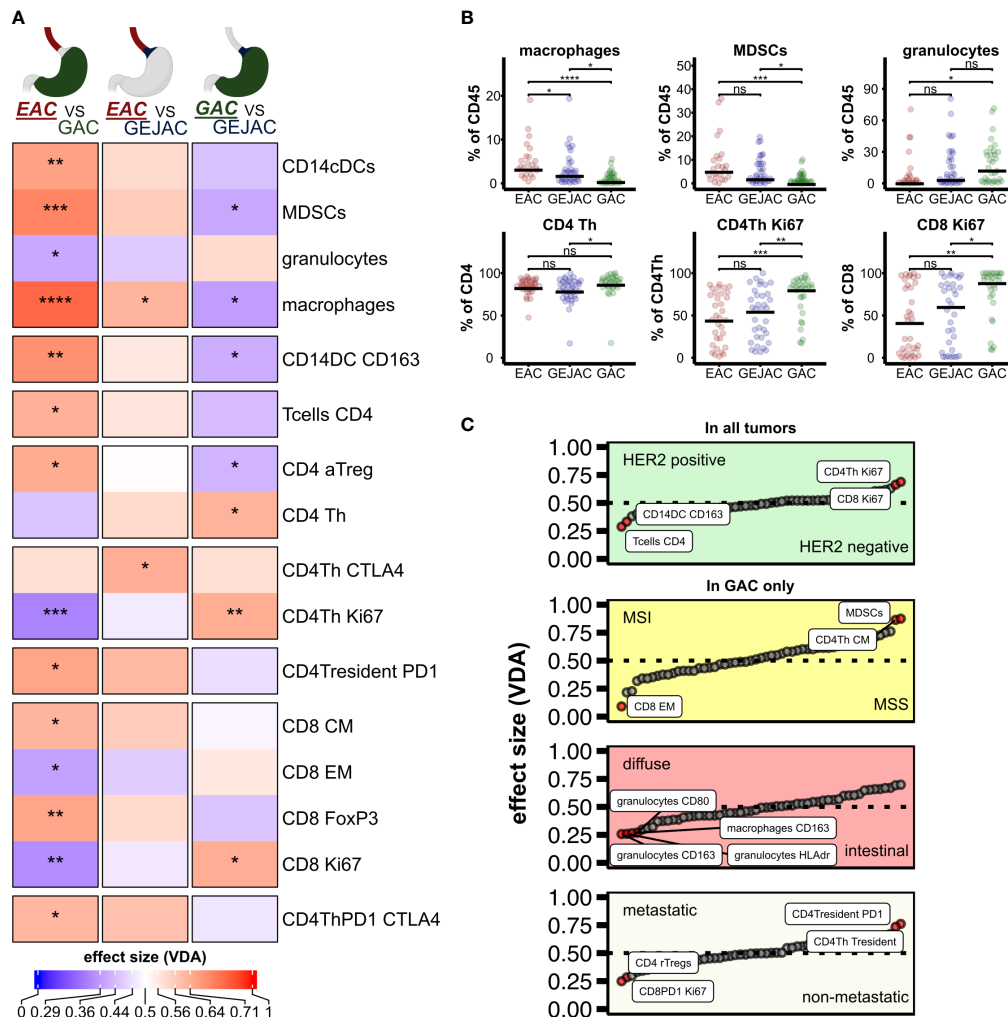 A
EAC vs GAC
EAC vs GEJAC
GAC vs GEJAC
** CD14cDCs
*** * MDSCs
* granulocytes
**** * * macrophages
** * CD14DC CD163
* Tcells CD4
* * CD4 aTreg
* CD4 Th
* CD4Th CTLA4
*** ** CD4Th Ki67
* CD4Tresident PD1
* CD8 CM
* CD8 EM
** CD8 FoxP3
** * CD8 Ki67
* CD4ThPD1 CTLA4
effect size (VDA)
0 0.29 0.36 0.44 0.5 0.56 0.64 0.71 1
B
macrophages
% of CD45
20
10
0
*
****
*
EAC GEJAC GAC
MDSCs
% of CD45
50
40
30
20
10
0
*
***
ns
EAC GEJAC GAC
granulocytes
% of CD45
90
60
30
0
ns
*
ns
EAC GEJAC GAC
CD4 Th
% of CD4
100
50
0
*
ns
ns
EAC GEJAC GAC
CD4Th Ki67
% of CD4Th
100
50
0
**
***
ns
EAC GEJAC GAC
CD8 Ki67
% of CD8
100
50
0
*
**
ns
EAC GEJAC GAC
C
effect size (VDA)
In all tumors
1.00
0.75
0.50
0.25
0.00
HER2 positive
CD4Th Ki67
CD8 Ki67
CD14DC CD163
Tcells CD4
HER2 negative
In GAC only
1.00
0.75
0.50
0.25
0.00
MSI
MDSCs
CD4Th CM
CD8 EM
MSS
1.00
0.75
0.50
0.25
0.00
diffuse
granulocytes CD80
macrophages CD163
granulocytes CD163
granulocytes HLAdr
intestinal
1.00
0.75
0.50
0.25
0.00
metastatic
CD4Tresident PD1
CD4Th Tresident
CD4 rTregs
CD8PD1 Ki67
non-metastatic